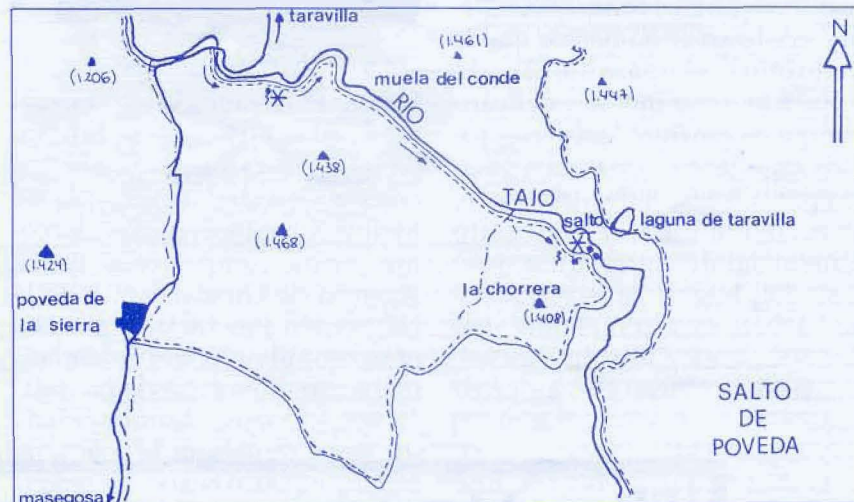 taravilla
N
(1.461)
(1.206)
muela del conde
(1.447)
RIO
(1.438)
TAJO
salto
laguna de taravilla
(1.468)
(1.424)
poveda de
la sierra
la chorrera
(1.408)
SALTO
DE
POVEDA
masegosa